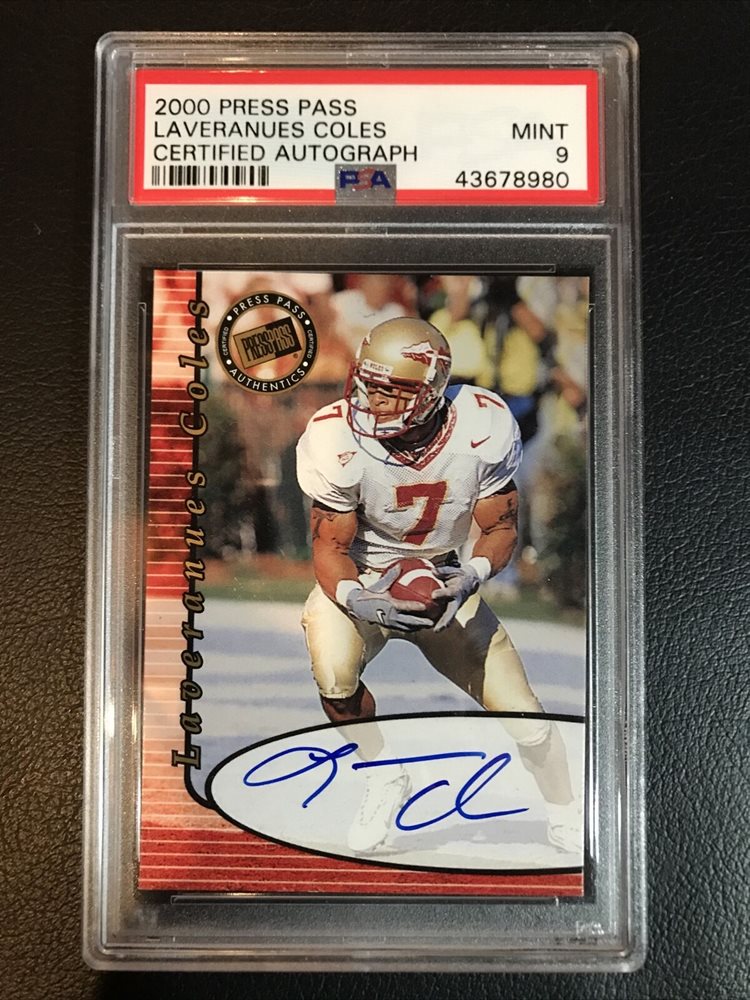 2000 PRESS PASS
LAVERANUES COLES MINT
CERTIFIED AUTOGRAPH 9
PSA 43678980
PRESS PASS
CERTIFIED PRESS PASS CERTIFIED
AUTHENTICS
Laveranues Coles
7
7
7